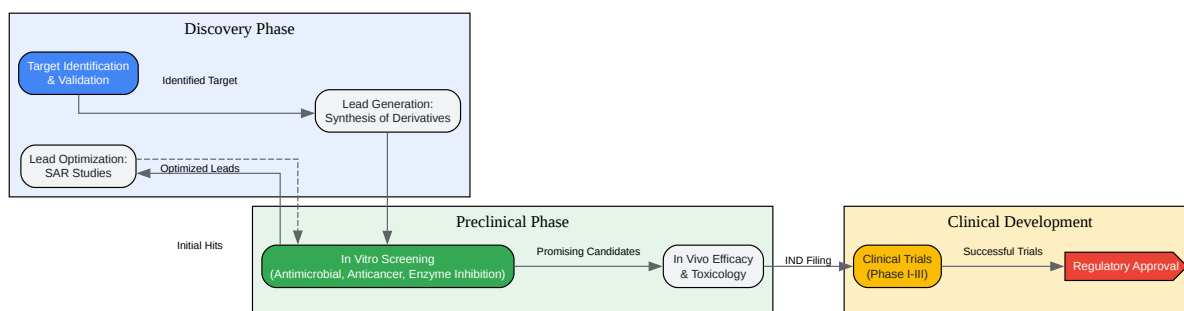 Discovery Phase
Target Identification
& Validation
Identified Target
Lead Generation:
Synthesis of Derivatives
Lead Optimization:
SAR Studies
Optimized Leads
Initial Hits
Preclinical Phase
In Vitro Screening
(Antimicrobial, Anticancer, Enzyme Inhibition)
Promising Candidates
In Vivo Efficacy
& Toxicology
IND Filing
Clinical Development
Clinical Trials
(Phase I-III)
Successful Trials
Regulatory Approval